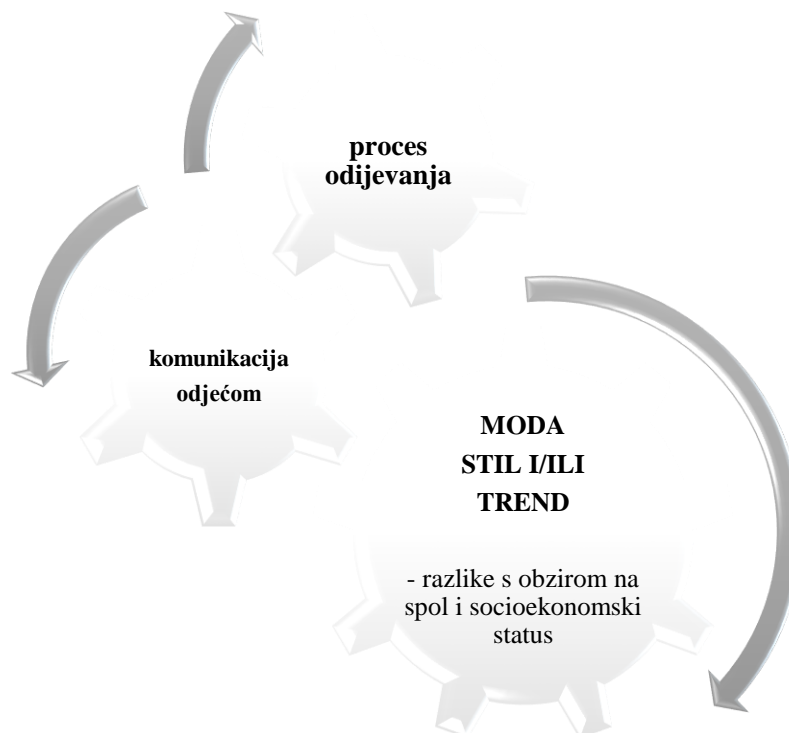 proces
odijevanja
komunikacija
odjećom
MODA
STIL I/ILI
TREND
- razlike s obzirom na
spol i socioekonomski
status